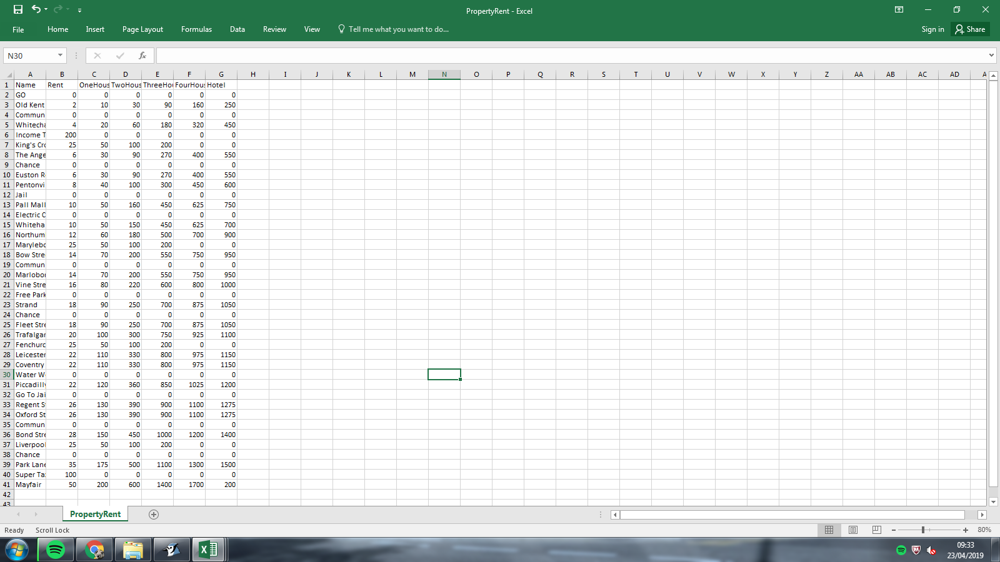 PropertyRent - Excel
File Home Insert Page Layout Formulas Data Review View Tell me what you want to do... Sign in Share
N30 fx
A B C D E F G H I J K L M N O P Q R S T U V W X Y Z AA AB AC AD A
1 Name Rent OneHous TwoHous ThreeHou FourHous Hotel
2 GO 0 0 0 0 0 0
3 Old Kent 2 10 30 90 160 250
4 Commun 0 0 0 0 0 0
5 Whitecha 4 20 60 180 320 450
6 Income T 200 0 0 0 0 0
7 King's Cro 25 50 100 200 0 0
8 The Ange 6 30 90 270 400 550
9 Chance 0 0 0 0 0 0
10 Euston R 6 30 90 270 400 550
11 Pentonvi 8 40 100 300 450 600
12 Jail 0 0 0 0 0 0
13 Pall Mall 10 50 160 450 625 750
14 Electric C 0 0 0 0 0 0
15 Whiteha 10 50 150 450 625 700
16 Northum 12 60 180 500 700 900
17 Marylebo 25 50 100 200 0 0
18 Bow Stre 14 70 200 550 750 950
19 Commun 0 0 0 0 0 0
20 Marlobor 14 70 200 550 750 950
21 Vine Stre 16 80 220 600 800 1000
22 Free Park 0 0 0 0 0 0
23 Strand 18 90 250 700 875 1050
24 Chance 0 0 0 0 0 0
25 Fleet Stre 18 90 250 700 875 1050
26 Trafalgar 20 100 300 750 925 1100
27 Fenchurc 25 50 100 200 0 0
28 Leicester 22 110 330 800 975 1150
29 Coventry 22 110 330 800 975 1150
30 Water W 0 0 0 0 0 0
31 Piccadilly 22 120 360 850 1025 1200
32 Go To Jai 0 0 0 0 0 0
33 Regent S 26 130 390 900 1100 1275
34 Oxford St 26 130 390 900 1100 1275
35 Commun 0 0 0 0 0 0
36 Bond Stre 28 150 450 1000 1200 1400
37 Liverpool 25 50 100 200 0 0
38 Chance 0 0 0 0 0 0
39 Park Lane 35 175 500 1100 1300 1500
40 Super Ta 100 0 0 0 0 0
41 Mayfair 50 200 600 1400 1700 200
42
43
PropertyRent
Ready Scroll Lock 80%
09:33
23/04/2019